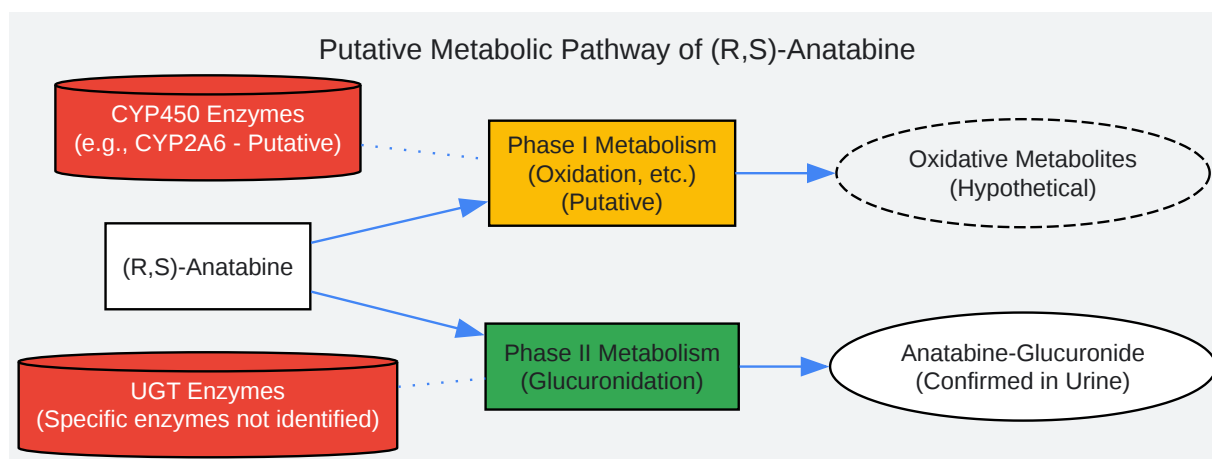 Putative Metabolic Pathway of (R,S)-Anatabine
CYP450 Enzymes
(e.g., CYP2A6 - Putative)
Phase I Metabolism
(Oxidation, etc.)
(Putative)
Oxidative Metabolites
(Hypothetical)
(R,S)-Anatabine
Phase II Metabolism
(Glucuronidation)
Anatabine-Glucuronide
(Confirmed in Urine)
UGT Enzymes
(Specific enzymes not identified)